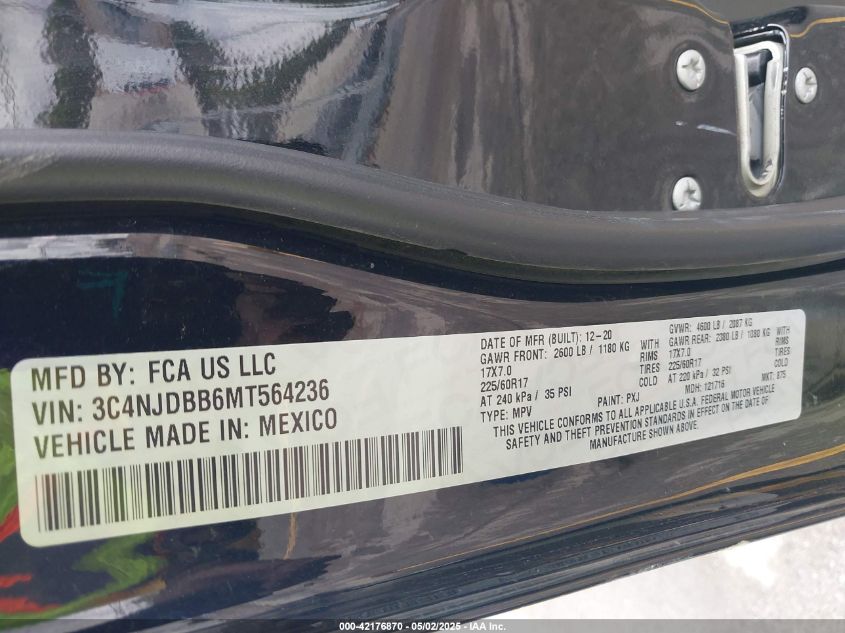 MFD BY: FCA US LLC
VIN: 3C4NJDBB6MT564236
VEHICLE MADE IN: MEXICO
DATE OF MFR (BUILT): 12-20
GAWR FRONT: 2600 LB / 1180 KG WITH
17X7.0 RIMS
225/60R17 TIRES
AT 240 kPa / 35 PSI COLD
TYPE: MPV
GVWR: 4600 LB / 2087 KG
GAWR REAR: 2380 LB / 1080 KG WITH
17X7.0 RIMS
225/60R17 TIRES
AT 220 kPa / 32 PSI COLD
MDH: 121716 MKT: 875
PAINT: PXJ
THIS VEHICLE CONFORMS TO ALL APPLICABLE U.S.A. FEDERAL MOTOR VEHICLE
SAFETY AND THEFT PREVENTION STANDARDS IN EFFECT ON THE DATE OF
MANUFACTURE SHOWN ABOVE.
000-42176870 - 05/02/2025 - IAA Inc.